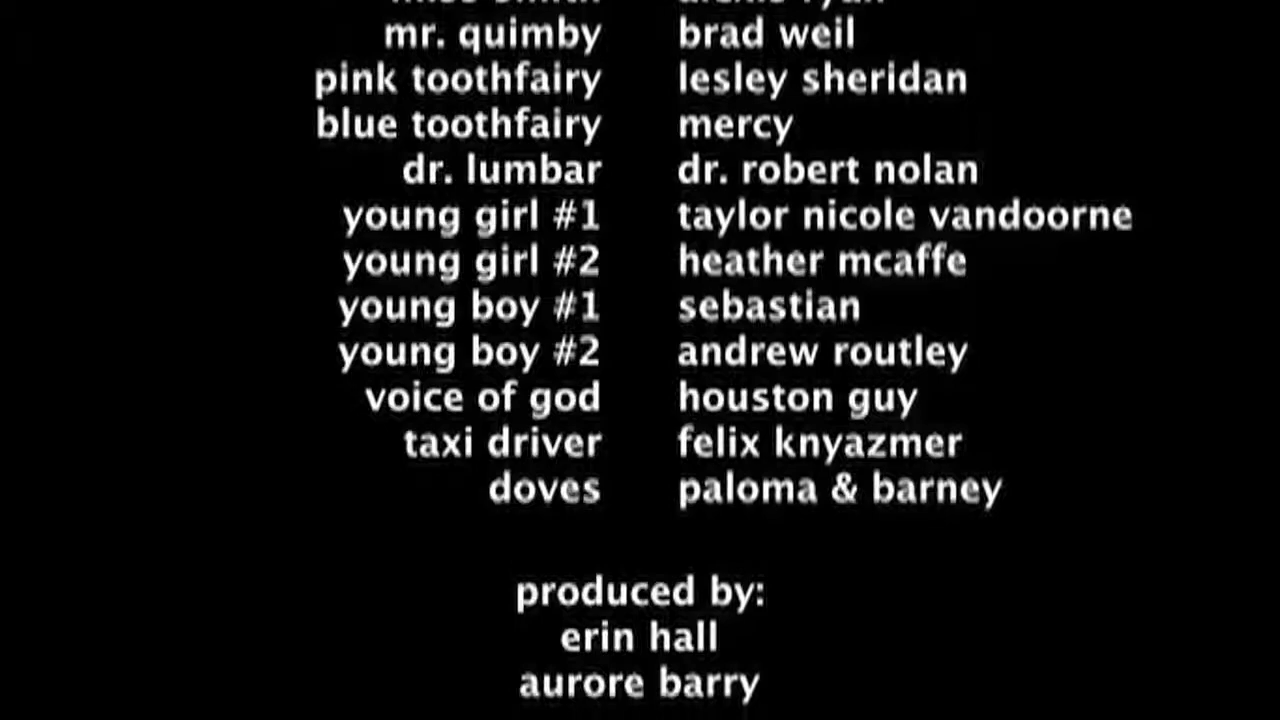 mr. quimby brad weil
pink toothfairy lesley sheridan
blue toothfairy mercy
dr. lumbar dr. robert nolan
young girl #1 taylor nicole vandoorne
young girl #2 heather mcaffe
young boy #1 sebastian
young boy #2 andrew routley
voice of god houston guy
taxi driver felix knyazmer
doves paloma & barney
produced by:
erin hall
aurore barry